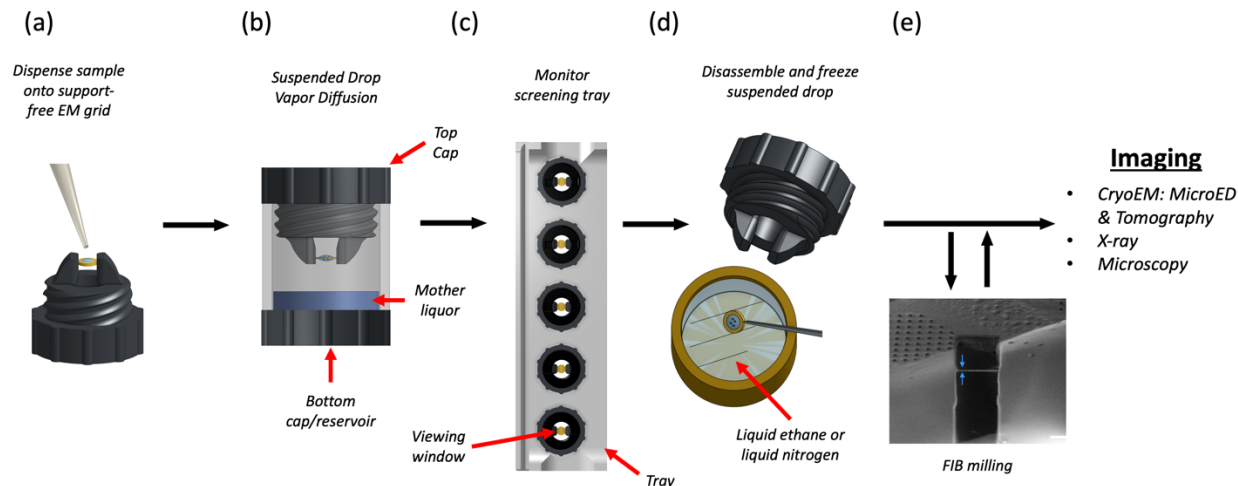 (a)
Dispense sample
onto support-
free EM grid
(b)
Suspended Drop
Vapor Diffusion
Top
Cap
Mother
liquor
Bottom
cap/reservoir
(c)
Monitor
screening tray
Viewing
window
Tray
(d)
Disassemble and freeze
suspended drop
Liquid ethane or
liquid nitrogen
(e)
FIB milling
Imaging
• CryoEM: MicroED
& Tomography
• X-ray
• Microscopy